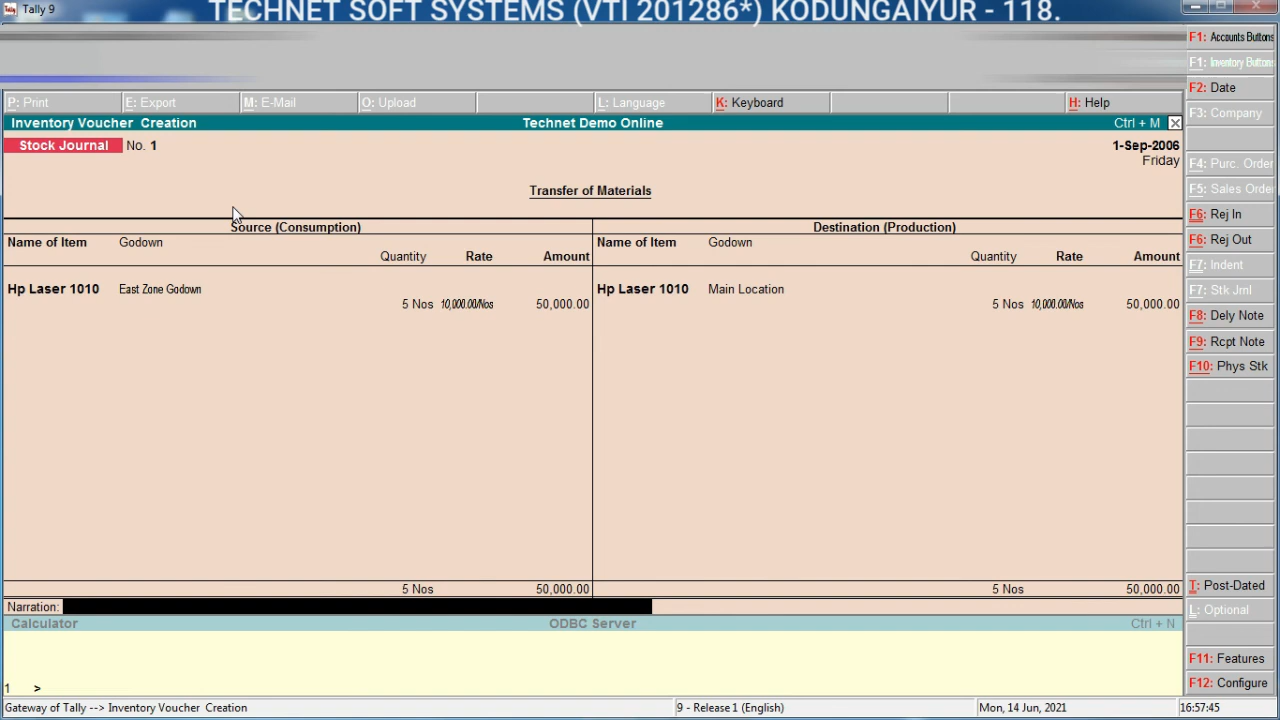 Tally 9
TECHNET SOFT SYSTEMS (VTI 201286*) KODUNGAIYUR - 118.
F1: Accounts Buttons
F1: Inventory Buttons
F2: Date
F3: Company
P: Print E: Export M: E-Mail O: Upload L: Language K: Keyboard H: Help
Inventory Voucher Creation Technet Demo Online Ctrl + M
Stock Journal No. 1 1-Sep-2006
Friday
F4: Purc. Order
F5: Sales Order
Transfer of Materials
F6: Rej In
Source (Consumption) Destination (Production)
F6: Rej Out
Name of Item Godown Name of Item Godown
Quantity Rate Amount Quantity Rate Amount
F7: Indent
Hp Laser 1010 East Zone Godown Hp Laser 1010 Main Location
F7: Stk Jrnl
5 Nos 10,000.00/Nos 50,000.00 5 Nos 10,000.00/Nos 50,000.00
F8: Dely Note
F9: Rcpt Note
F10: Phys Stk
5 Nos 50,000.00 5 Nos 50,000.00
T: Post-Dated
Narration:
L: Optional
Calculator ODBC Server Ctrl + N
F11: Features
1 >
F12: Configure
Gateway of Tally --> Inventory Voucher Creation 9 - Release 1 (English) Mon, 14 Jun, 2021 16:57:45